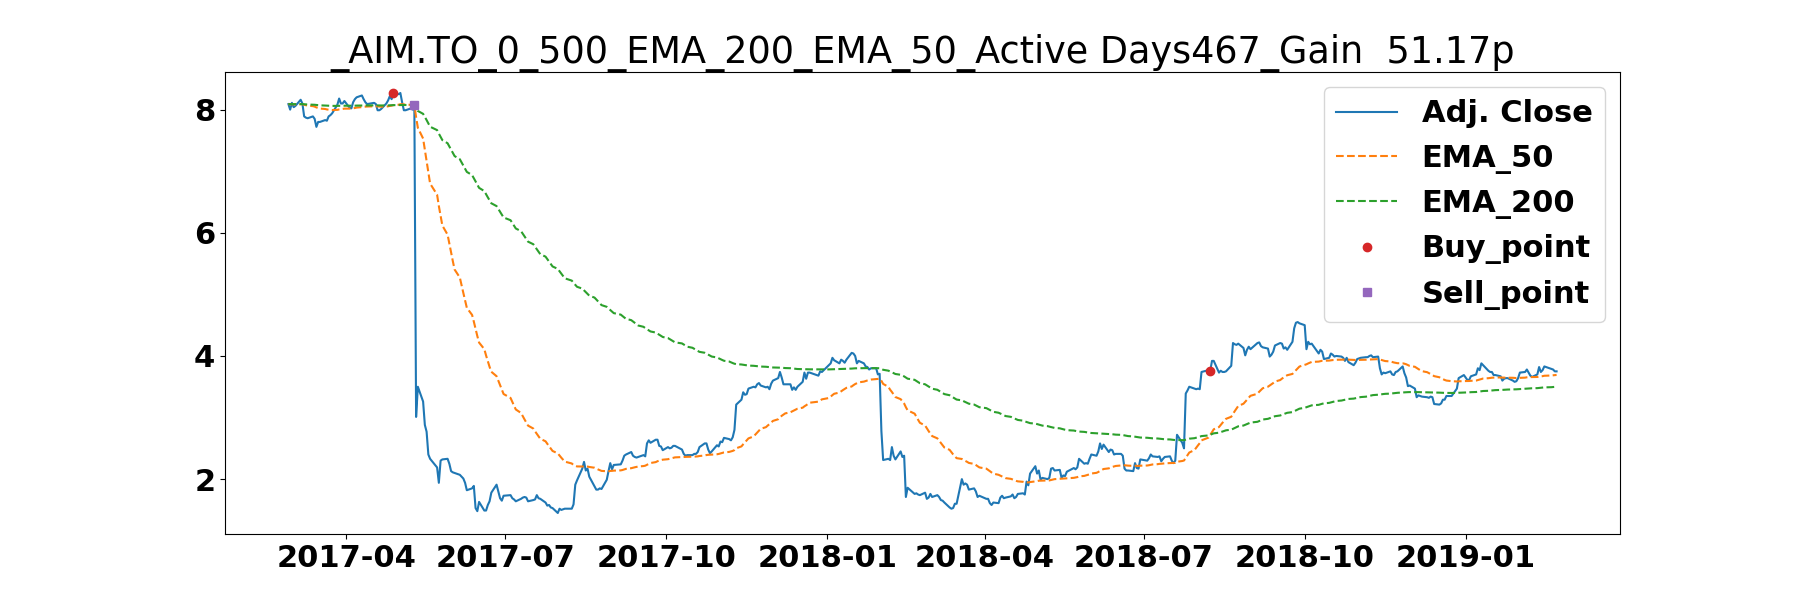 _AIM.TO_0_500_EMA_200_EMA_50_Active Days467_Gain  51.17p
8
6
4
2
Adj. Close
EMA_50
EMA_200
Buy_point
Sell_point
2017-04 2017-07 2017-10 2018-01 2018-04 2018-07 2018-10 2019-01